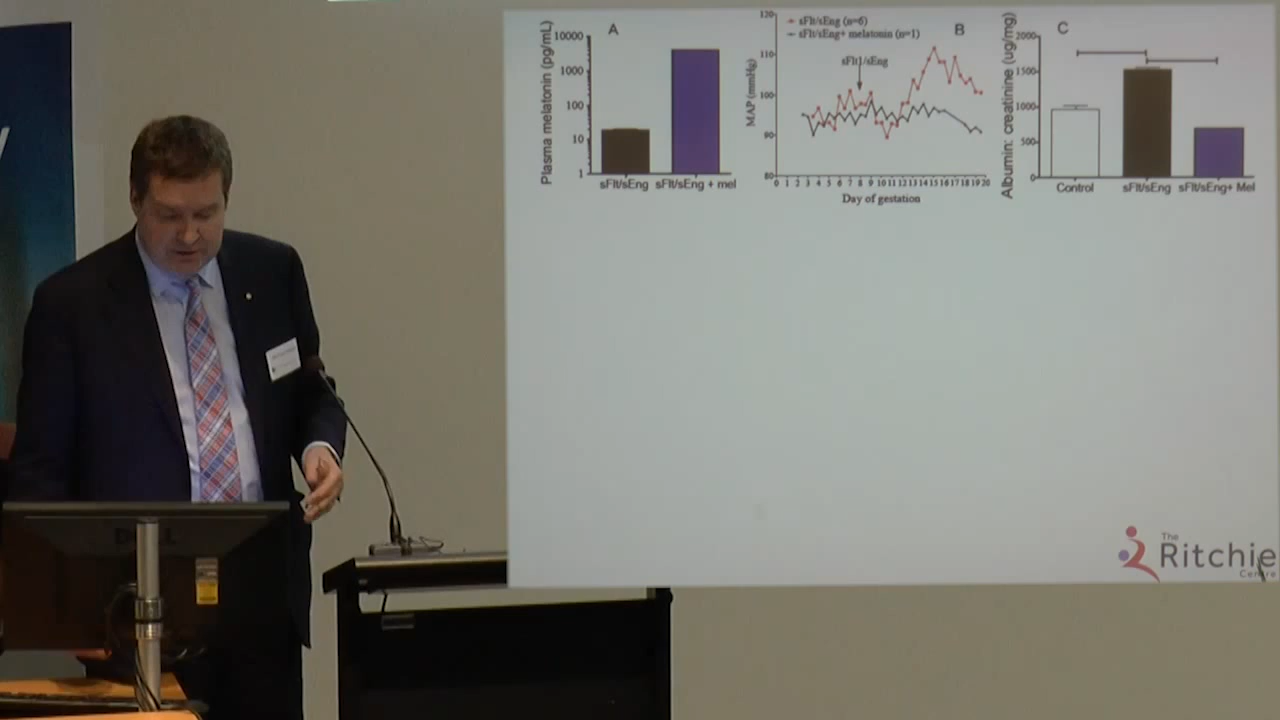 A
Plasma melatonin (pg/mL)
10000
1000
100
10
1
sFlt/sEng sFlt/sEng + mel
B
sFlt/sEng (n=6)
sFlt/sEng+ melatonin (n=1)
sFlt1/sEng
MAP (mmHg)
120
110
100
90
80
0 1 2 3 4 5 6 7 8 9 10 11 12 13 14 15 16 17 18 19 20
Day of gestation
C
Albumin: creatinine (ug/mg)
2000
1500
1000
500
0
Control sFlt/sEng sFlt/sEng+ Mel
The
Ritchie
Centre
DELL